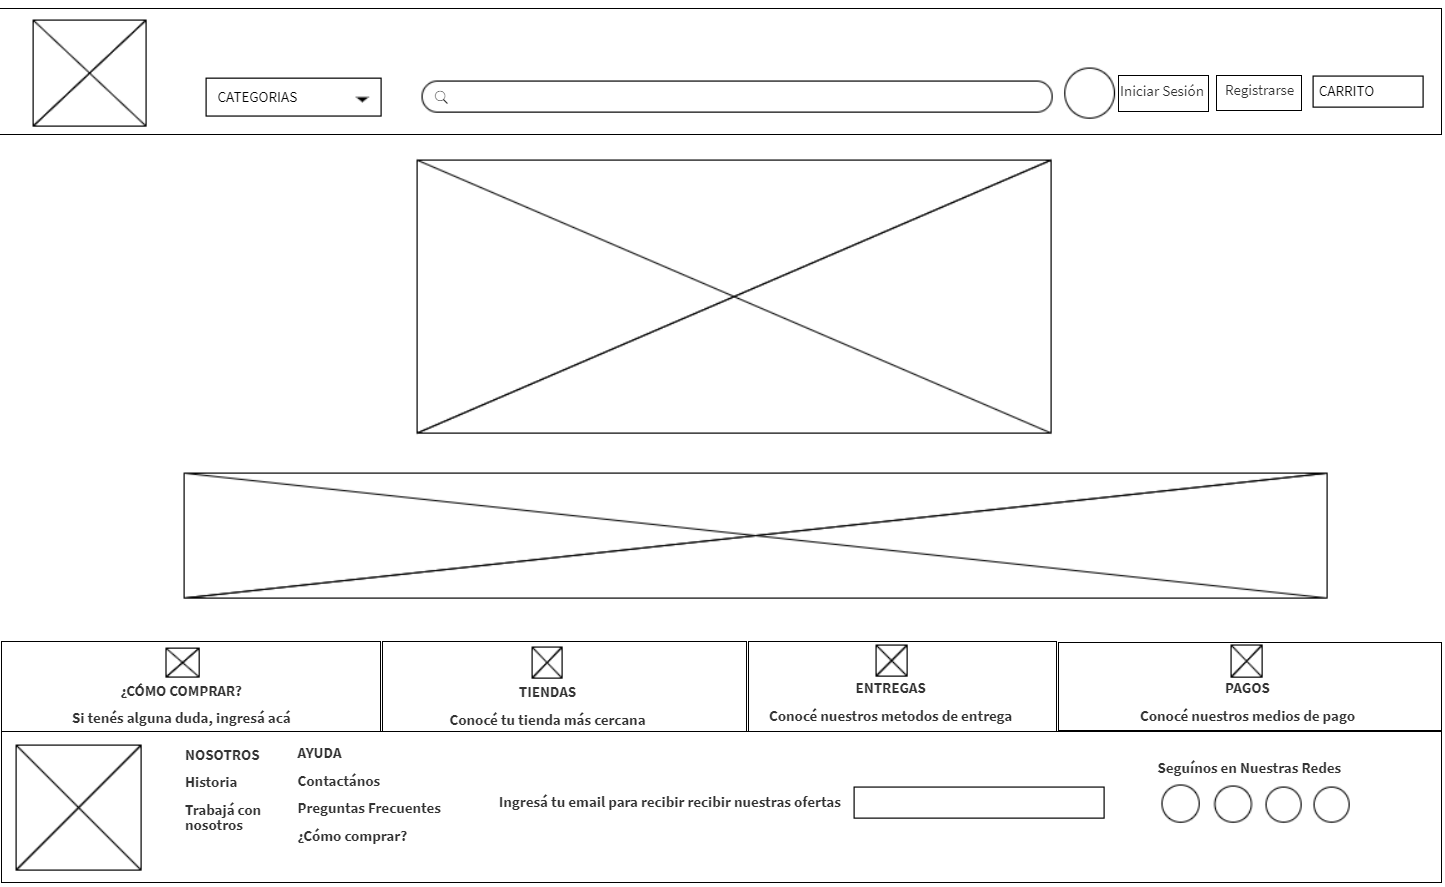 CATEGORIAS
Iniciar Sesión
Registrarse
CARRITO
¿CÓMO COMPRAR?
Si tenés alguna duda, ingresá acá
TIENDAS
Conocé tu tienda más cercana
ENTREGAS
Conocé nuestros metodos de entrega
PAGOS
Conocé nuestros medios de pago
NOSOTROS
Historia
Trabajá con
nosotros
AYUDA
Contactános
Preguntas Frecuentes
¿Cómo comprar?
Ingresá tu email para recibir recibir nuestras ofertas
Seguínos en Nuestras Redes